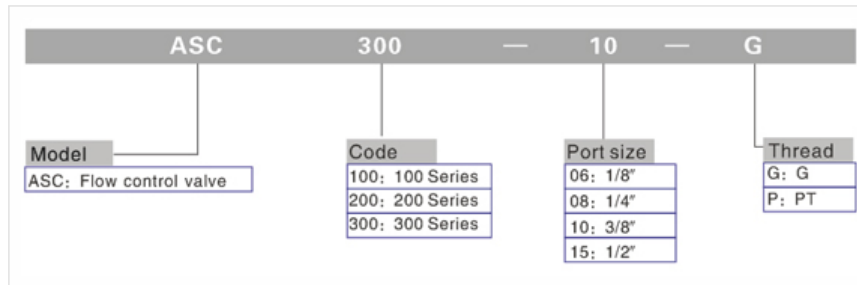 ASC 300 — 10 — G
Model
ASC: Flow control valve
Code
100: 100 Series
200: 200 Series
300: 300 Series
Port size
06: 1/8″
08: 1/4″
10: 3/8″
15: 1/2″
Thread
G: G
P: PT